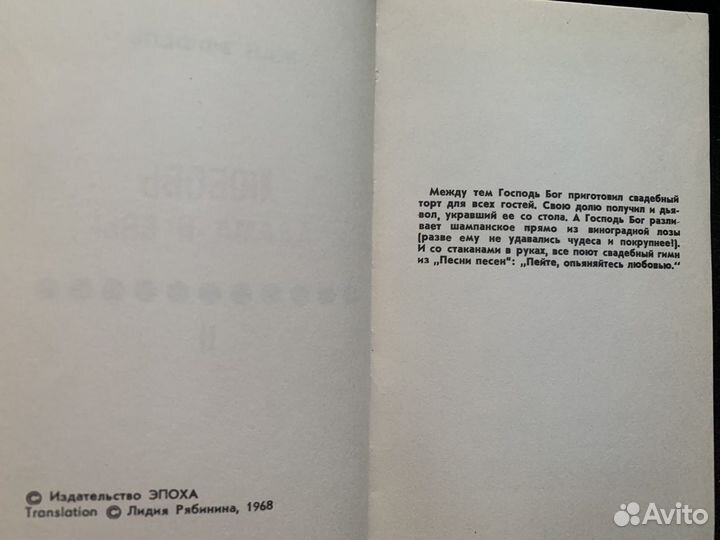 © Издательство ЭПОХА
Translation © Лидия Рябинина, 1968
Между тем Господь Бог приготовил свадебный
торт для всех гостей. Свою долю получил и дья-
вол, укравший ее со стола. А Господь Бог разли-
вает шампанское прямо из виноградной лозы
(разве ему не удавались чудеса и покрупнее!).
И со стаканами в руках, все поют свадебный гимн
из „Песни песен“: „Пейте, опьяняйтесь любовью.“
Avito